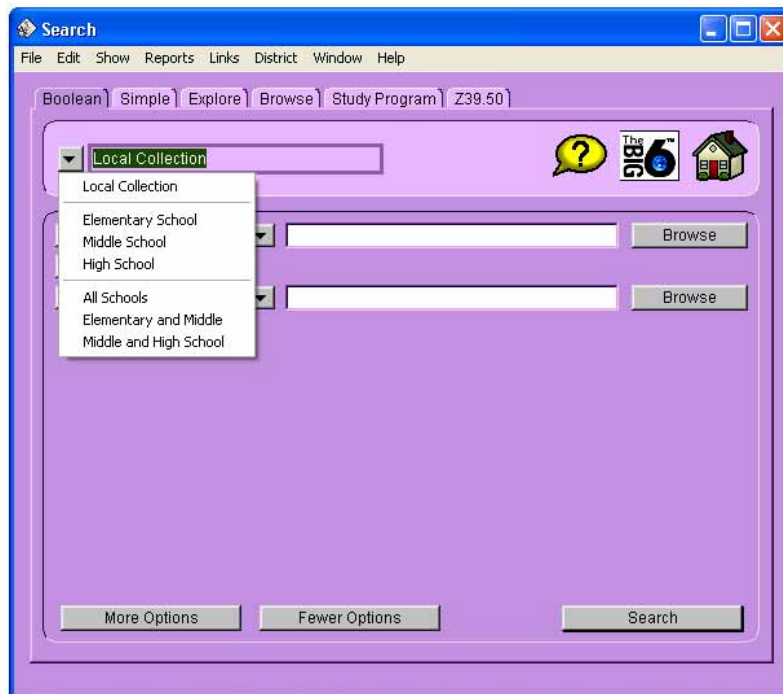 Search
File Edit Show Reports Links District Window Help
Boolean Simple Explore Browse Study Program Z39.50
Local Collection
?
The BIG 6™
Local Collection
Elementary School
Middle School
High School
All Schools
Elementary and Middle
Middle and High School
Browse
Browse
More Options Fewer Options Search